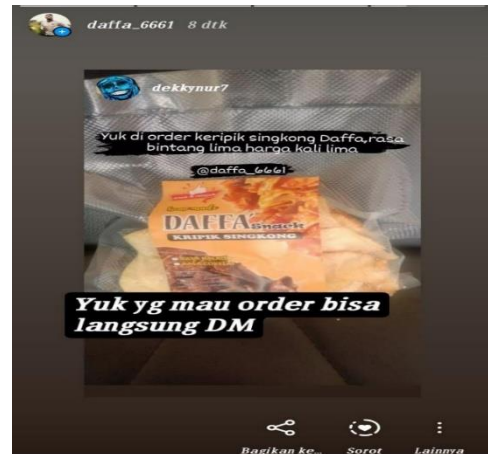 daffa_6661 8 dtk
dekkynur7
Yuk di order keripik singkong Daffa,rasa
bintang lima harga kali lima
@daffa_6661
DAFFA Snack
KRIPIK SINGKONG
Yuk yg mau order bisa
langsung DM
Bagikan ke...
Sorot
Lainnya